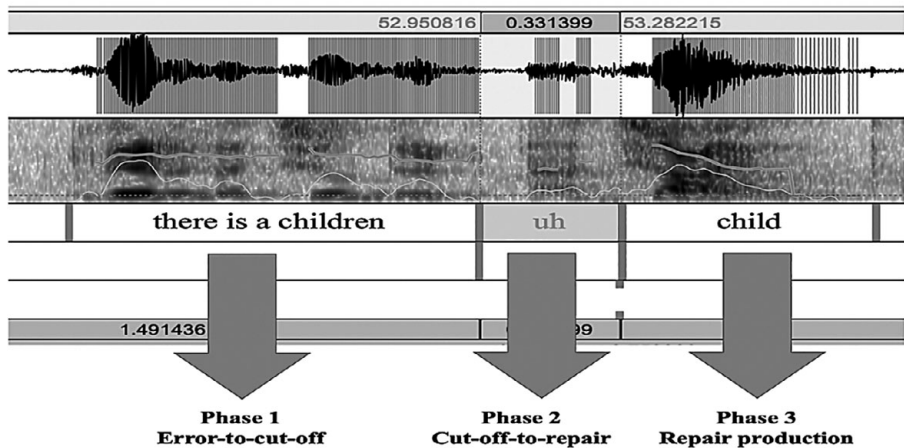 52.950816 0.331399 53.282215
there is a children uh child
1.491436 99
Phase 1 Phase 2 Phase 3
Error-to-cut-off Cut-off-to-repair Repair production